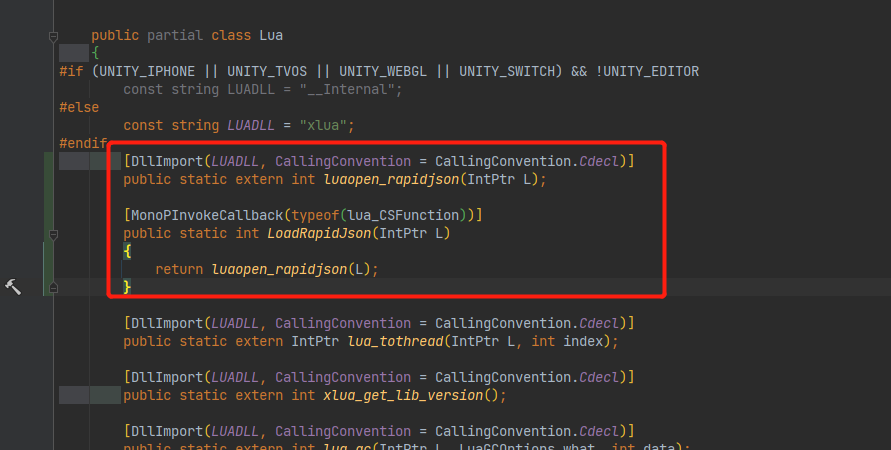 public partial class Lua
{
#if (UNITY_IPHONE || UNITY_TVOS || UNITY_WEBGL || UNITY_SWITCH) && !UNITY_EDITOR
const string LUADLL = "__Internal";
#else
const string LUADLL = "xlua";
#endif
[DllImport(LUADLL, CallingConvention = CallingConvention.Cdecl)]
public static extern int luaopen_rapidjson(IntPtr L);
[MonoPInvokeCallback(typeof(lua_CSFunction))]
public static int LoadRapidJson(IntPtr L)
{
return luaopen_rapidjson(L);
}
[DllImport(LUADLL, CallingConvention = CallingConvention.Cdecl)]
public static extern IntPtr lua_tothread(IntPtr L, int index);
[DllImport(LUADLL, CallingConvention = CallingConvention.Cdecl)]
public static extern int xlua_get_lib_version();
[DllImport(LUADLL, CallingConvention = CallingConvention.Cdecl)]
public static extern int lua_gc(IntPtr L, LuaGCOptions what, int data);